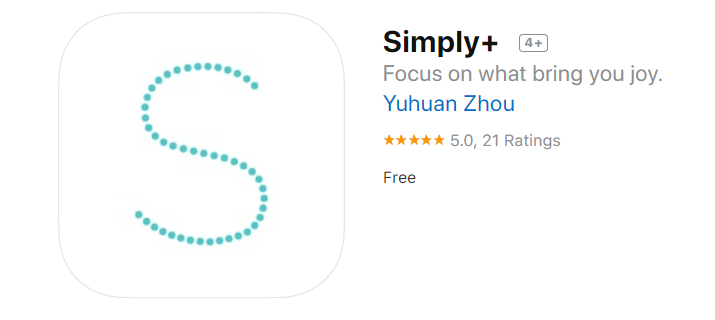 S
Simply+ 4+
Focus on what bring you joy.
Yuhuan Zhou
★★★★★ 5.0, 21 Ratings
Free